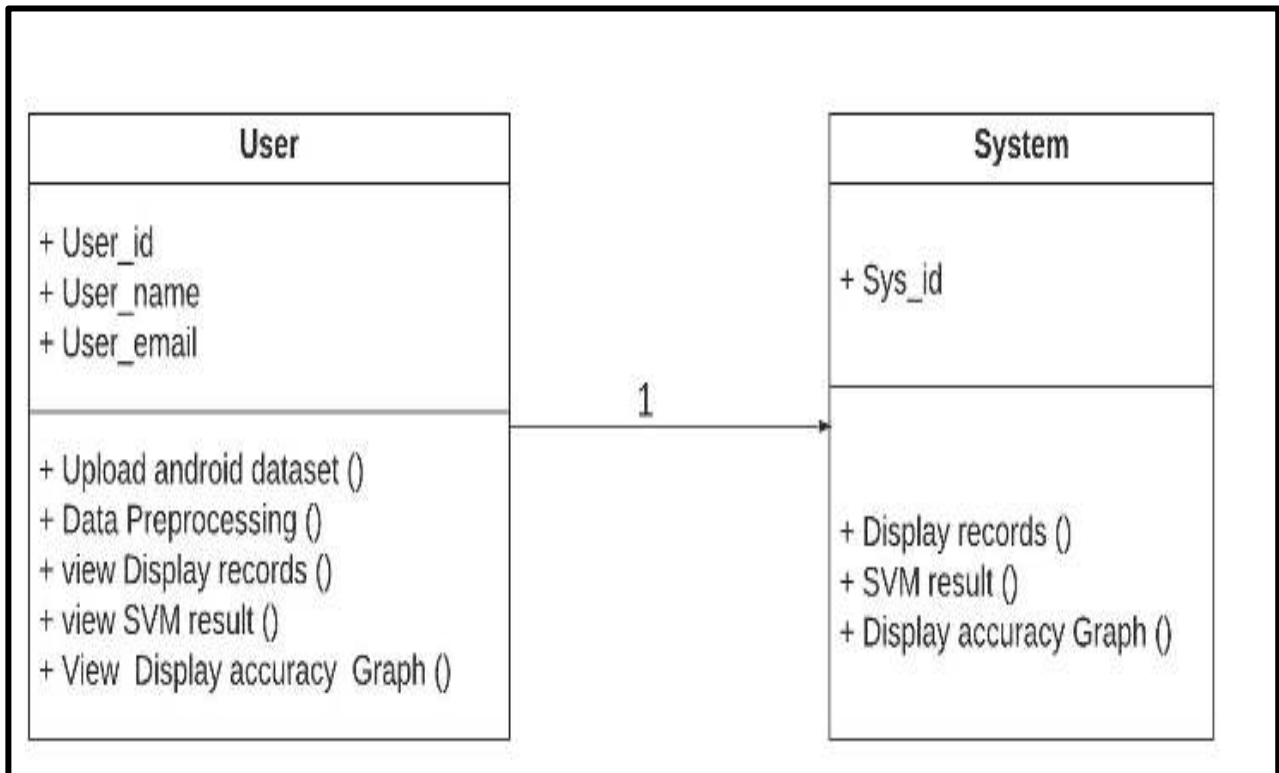 User
+ User_id
+ User_name
+ User_email
+ Upload android dataset ()
+ Data Preprocessing ()
+ view Display records ()
+ view SVM result ()
+ View Display accuracy Graph ()
1
System
+ Sys_id
+ Display records ()
+ SVM result ()
+ Display accuracy Graph ()